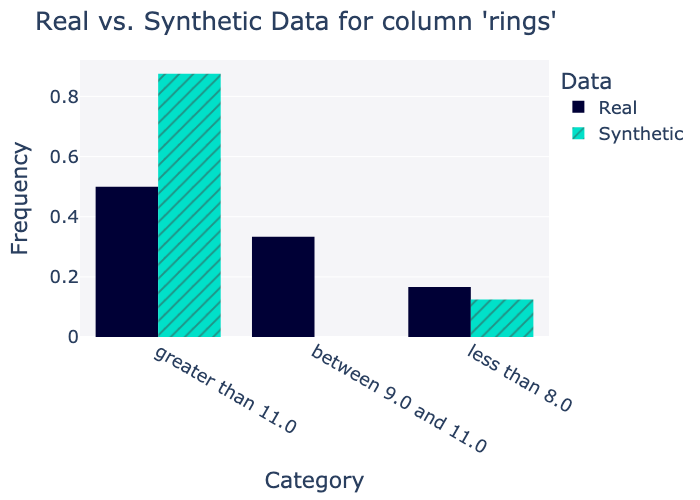 Real vs. Synthetic Data for column 'rings'
Data
Real
Synthetic
Frequency
0.8
0.6
0.4
0.2
0
greater than 11.0
between 9.0 and 11.0
less than 8.0
Category